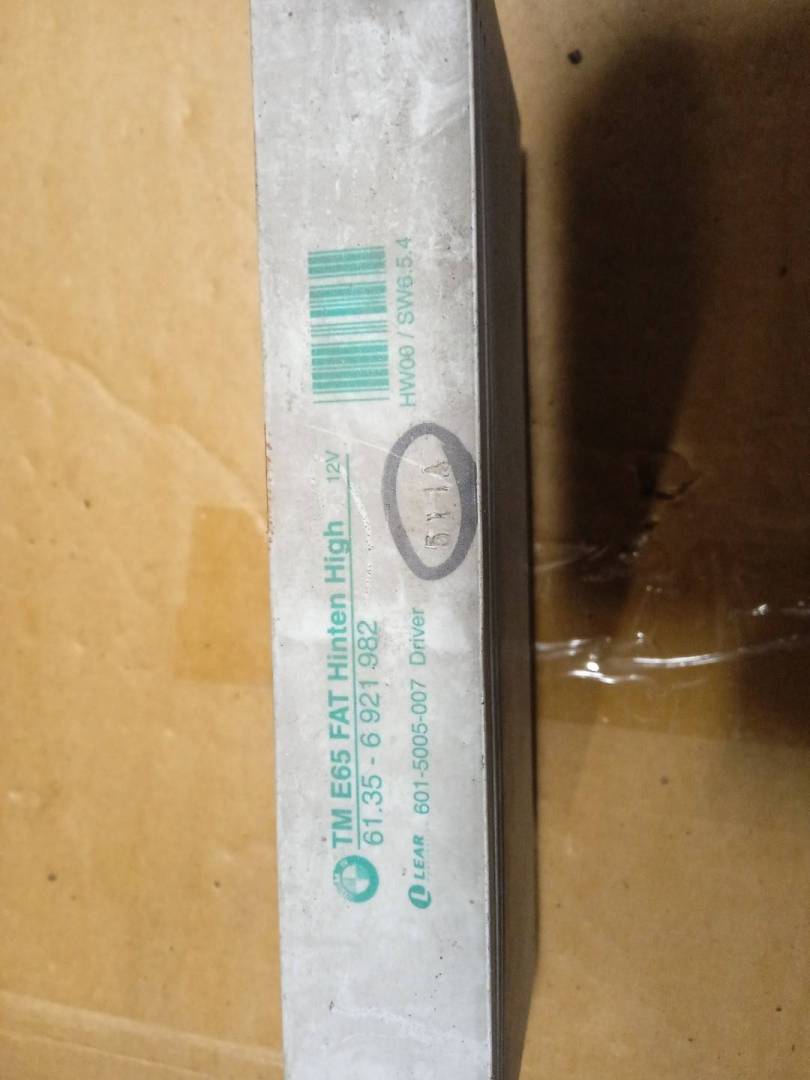 TM E65 FAT Hinten High 12V
61.35 - 6 921 982
LEAR 601-5005-007 Driver
HW00 / SW6.5.4